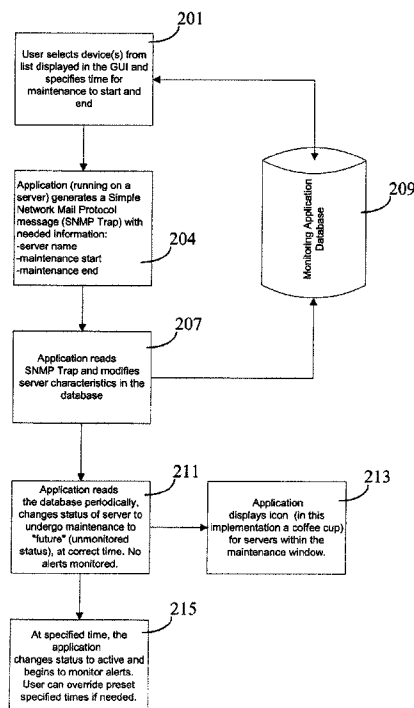 201
User selects device(s) from
list displayed in the GUI and
specifies time for
maintenance to start and
end
Application (running on a
server) generates a Simple
Network Mail Protocol
message (SNMP Trap) with
needed information:
-server name
-maintenance start
-maintenance end
204
Monitoring Application
Database
209
207
Application reads
SNMP Trap and modifies
server characteristics in the
database
211
Application reads
the database periodically,
changes status of server to
undergo maintenance to
"future" (unmonitored
status), at correct time. No
alerts monitored.
213
Application
displays icon (in this
implementation a coffee cup)
for servers within the
maintenance window.
215
At specified time, the
application
changes status to active and
begins to monitor alerts.
User can override preset
specified times if needed.